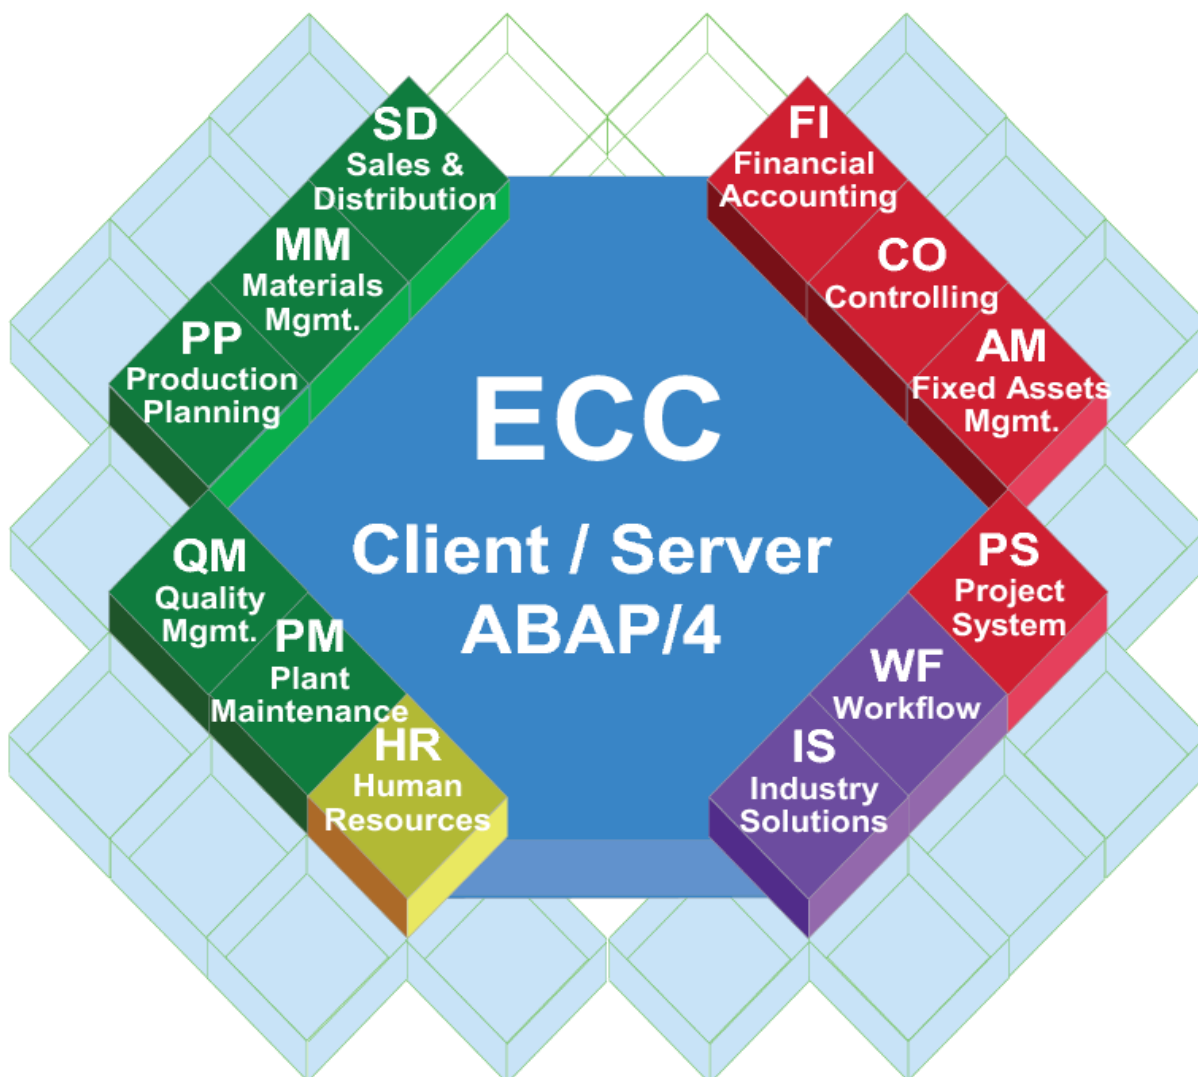 SD
Sales &
Distribution
MM
Materials
Mgmt.
PP
Production
Planning
QM
Quality
Mgmt.
PM
Plant
Maintenance
HR
Human
Resources
ECC
Client / Server
ABAP/4
FI
Financial
Accounting
CO
Controlling
AM
Fixed Assets
Mgmt.
PS
Project
System
WF
Workflow
IS
Industry
Solutions